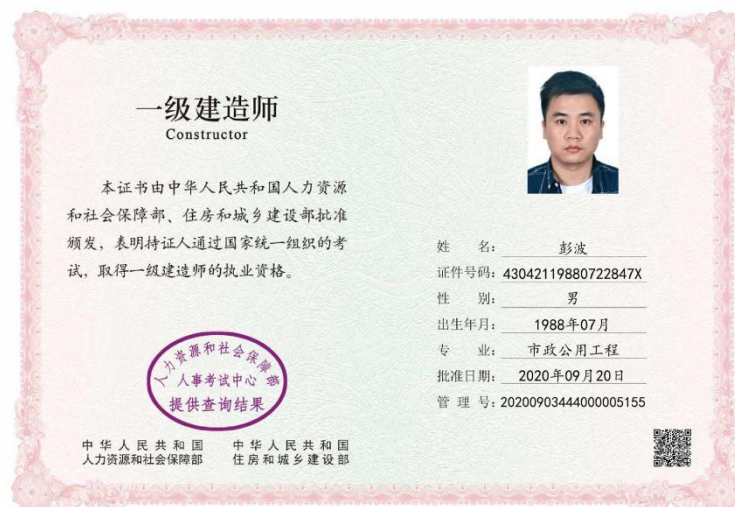 一级建造师
Constructor
本证书由中华人民共和国人力资源
和社会保障部、住房和城乡建设部批准
颁发，表明持证人通过国家统一组织的考
试，取得一级建造师的执业资格。
人力资源和社会保障部
人事考试中心
提供查询结果
中华人民共和国
人力资源和社会保障部
中华人民共和国
住房和城乡建设部
姓 名： 彭波
证件号码：43042119880722847X
性 别： 男
出生年月： 1988年07月
专 业： 市政公用工程
批准日期： 2020年09月20日
管 理 号：20200903444000005155